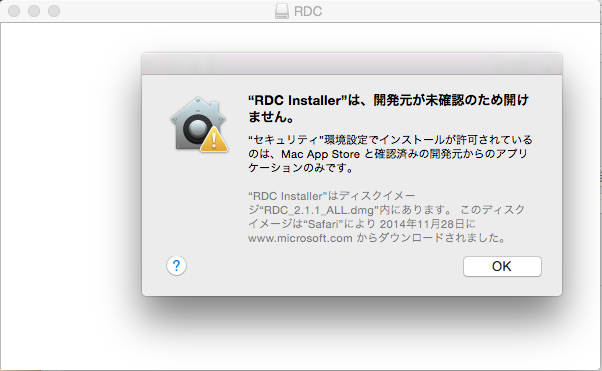 RDC
“RDC Installer”は、開発元が未確認のため開け
ません。
“セキュリティ”環境設定でインストールが許可されている
のは、Mac App Store と確認済みの開発元からのアプリ
ケーションのみです。
“RDC Installer”はディスクイメー
ジ“RDC_2.1.1_ALL.dmg”内にあります。 このディスク
イメージは“Safari”により 2014年11月28日に
www.microsoft.com からダウンロードされました。
?
OK